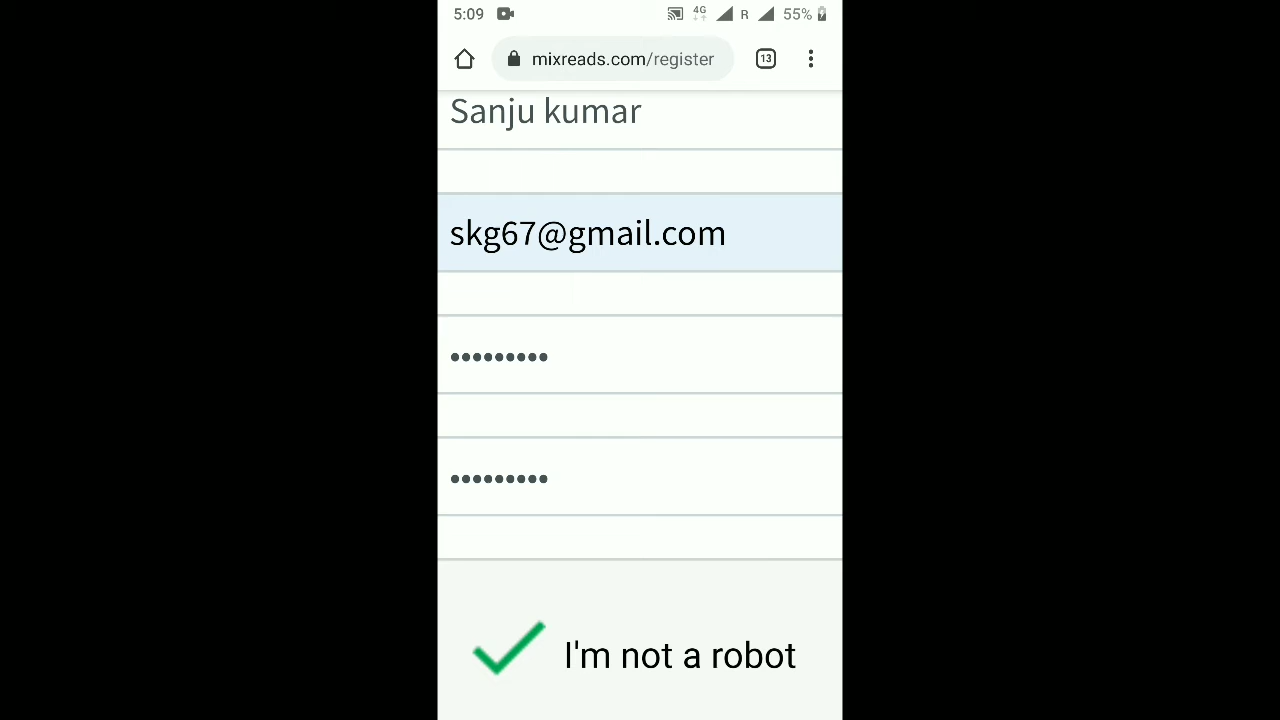 5:09 4G R 55%
mixreads.com/register 13
Sanju kumar
skg67@gmail.com
•••••••••
•••••••••
I'm not a robot